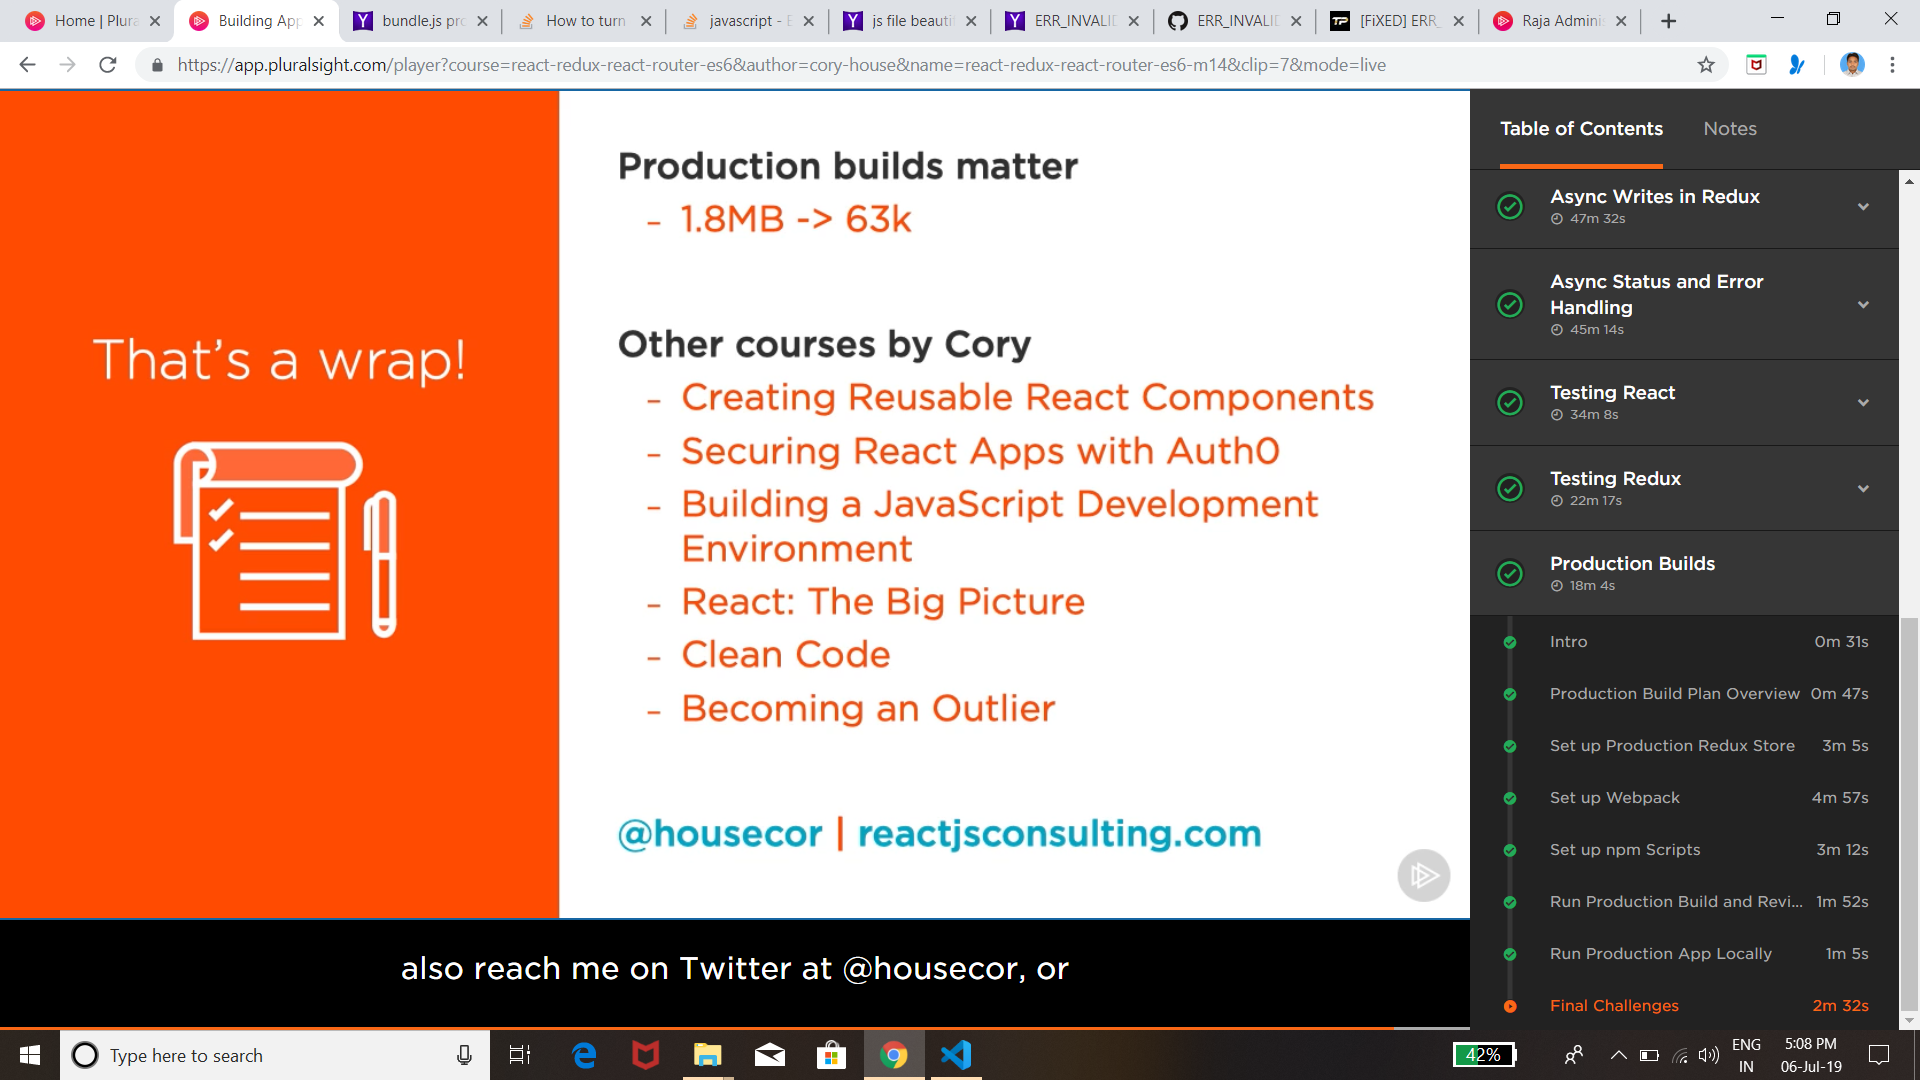 Home | Plura
Building App
bundle.js pro
How to turn
javascript - E
js file beauti
ERR_INVALID
ERR_INVALID
[FiXED] ERR_
Raja Adminis
https://app.pluralsight.com/player?course=react-redux-react-router-es6&author=cory-house&name=react-redux-react-router-es6-m14&clip=7&mode=live
That's a wrap!
Production builds matter
- 1.8MB -> 63k
Other courses by Cory
- Creating Reusable React Components
- Securing React Apps with Auth0
- Building a JavaScript Development
Environment
- React: The Big Picture
- Clean Code
- Becoming an Outlier
@housecor | reactjsconsulting.com
also reach me on Twitter at @housecor, or
Table of Contents
Notes
Async Writes in Redux
47m 32s
Async Status and Error
Handling
45m 14s
Testing React
34m 8s
Testing Redux
22m 17s
Production Builds
18m 4s
Intro 0m 31s
Production Build Plan Overview 0m 47s
Set up Production Redux Store 3m 5s
Set up Webpack 4m 57s
Set up npm Scripts 3m 12s
Run Production Build and Revi... 1m 52s
Run Production App Locally 1m 5s
Final Challenges 2m 32s
Type here to search
42%
ENG
IN
5:08 PM
06-Jul-19